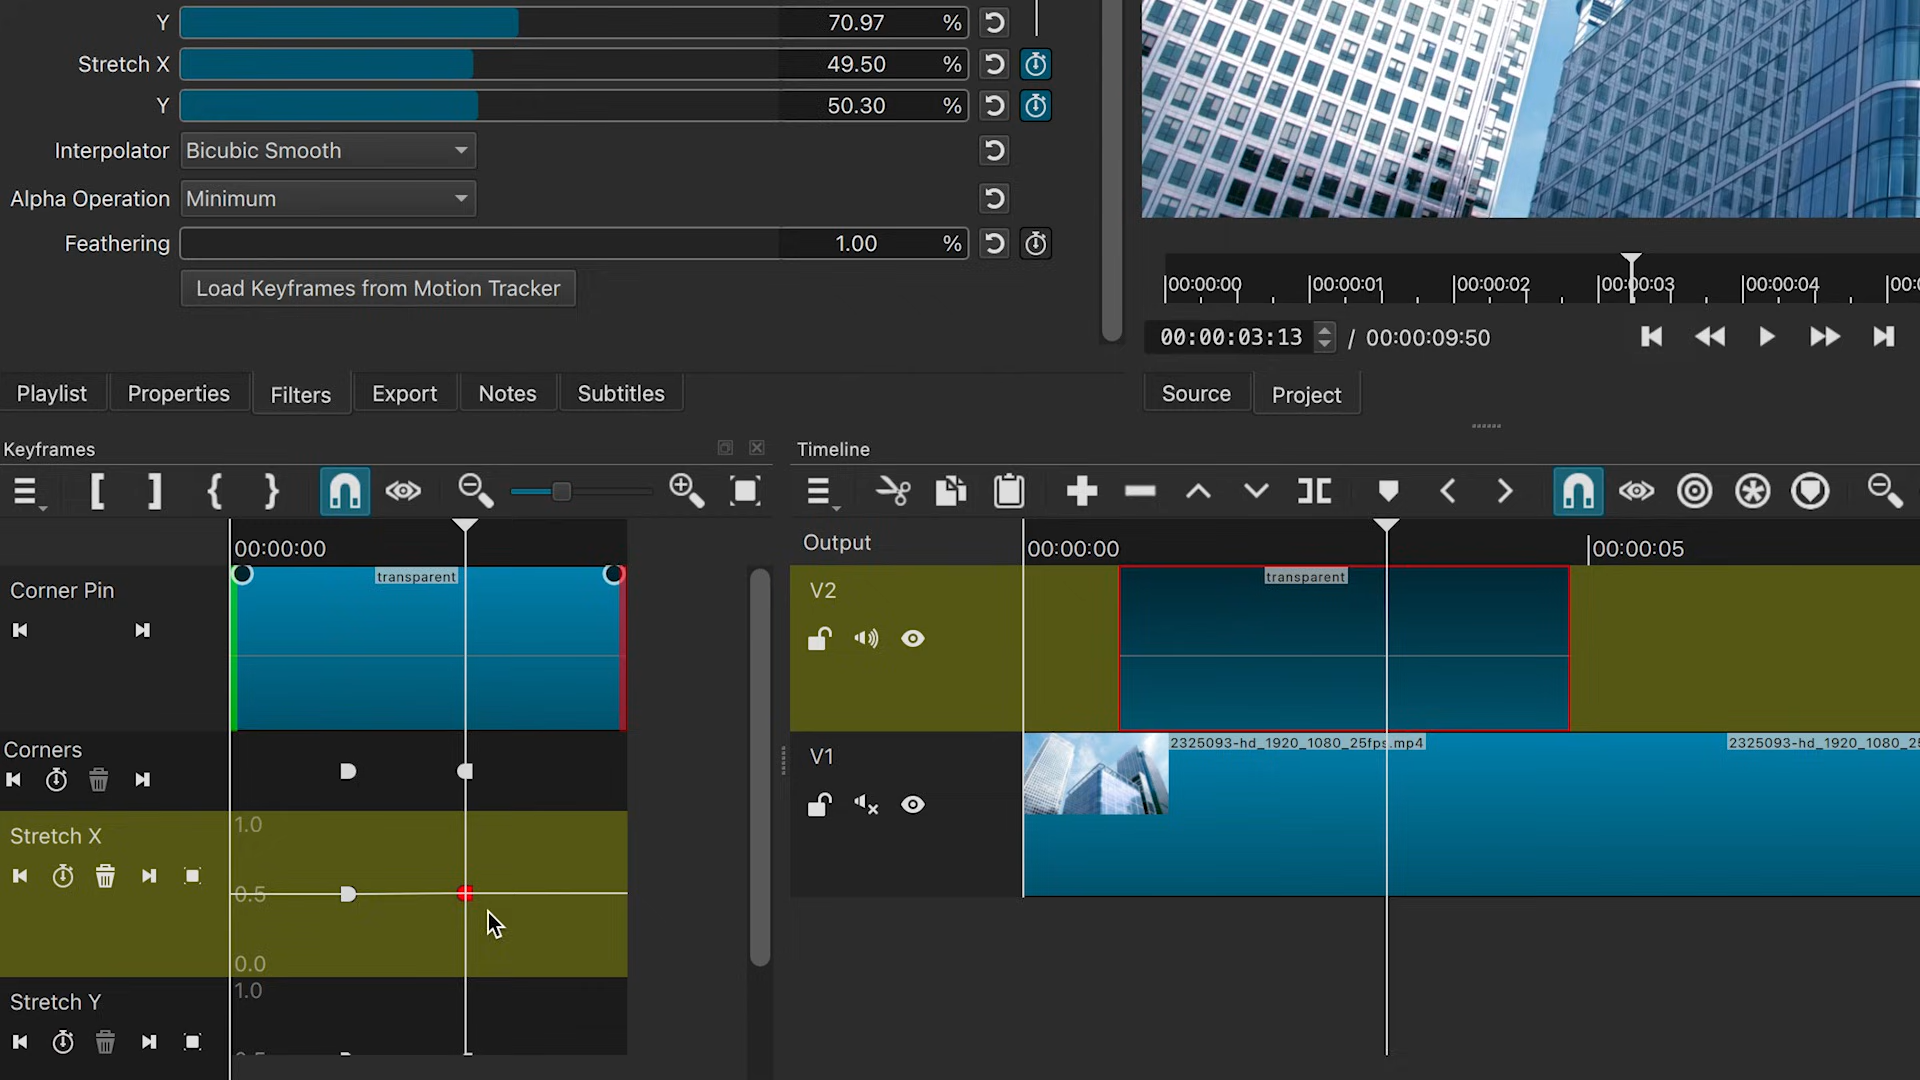 Y 70.97 %
Stretch X 49.50 %
Y 50.30 %
Interpolator Bicubic Smooth
Alpha Operation Minimum
Feathering 1.00 %
Load Keyframes from Motion Tracker
00:00:00 00:00:01 00:00:02 00:00:03 00:00:04
00:00:03:13 / 00:00:09:50
Playlist Properties Filters Export Notes Subtitles
Source Project
Keyframes
00:00:00
Corner Pin transparent
Corners
1.0
Stretch X
0.5
0.0
1.0
Stretch Y
Timeline
Output 00:00:00 00:00:05
V2 transparent
V1 2325093-hd_1920_1080_25fps.mp4